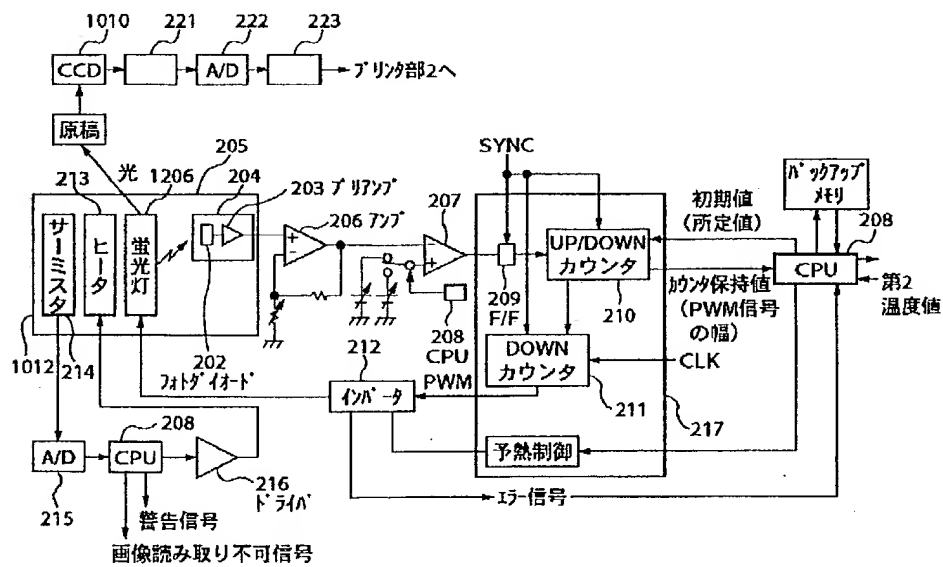 1010
221
222
223
CCD
A/D
プリンタ部2へ
原稿
光
205
SYNC
213
1206
204
203 プリアンプ
206 アンプ
207
初期値
(所定値)
バックアップ
メモリ
208
サーミスタ
ヒータ
蛍光灯
UP/DOWN
カウンタ
CPU
209
F/F
210
カウンタ保持値
(PWM信号
の幅)
第2
温度値
208
CPU
1012
214
202
フォトダイオード
212
PWM
DOWN
カウンタ
CLK
インバータ
211
217
208
予熱制御
A/D
CPU
215
216
ドライバ
エラー信号
警告信号
画像読み取り不可信号